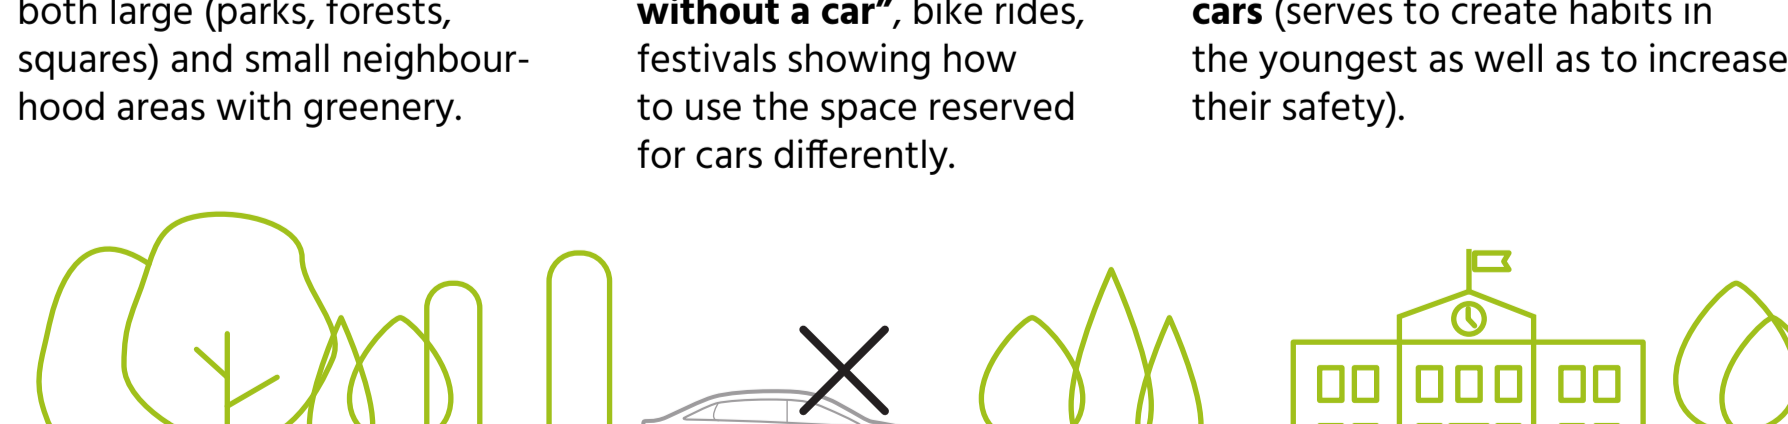 both large (parks, forests,
squares) and small neighbour-
hood areas with greenery.
without a car”, bike rides,
festivals showing how
to use the space reserved
for cars differently.
cars (serves to create habits in
the youngest as well as to increase
their safety).